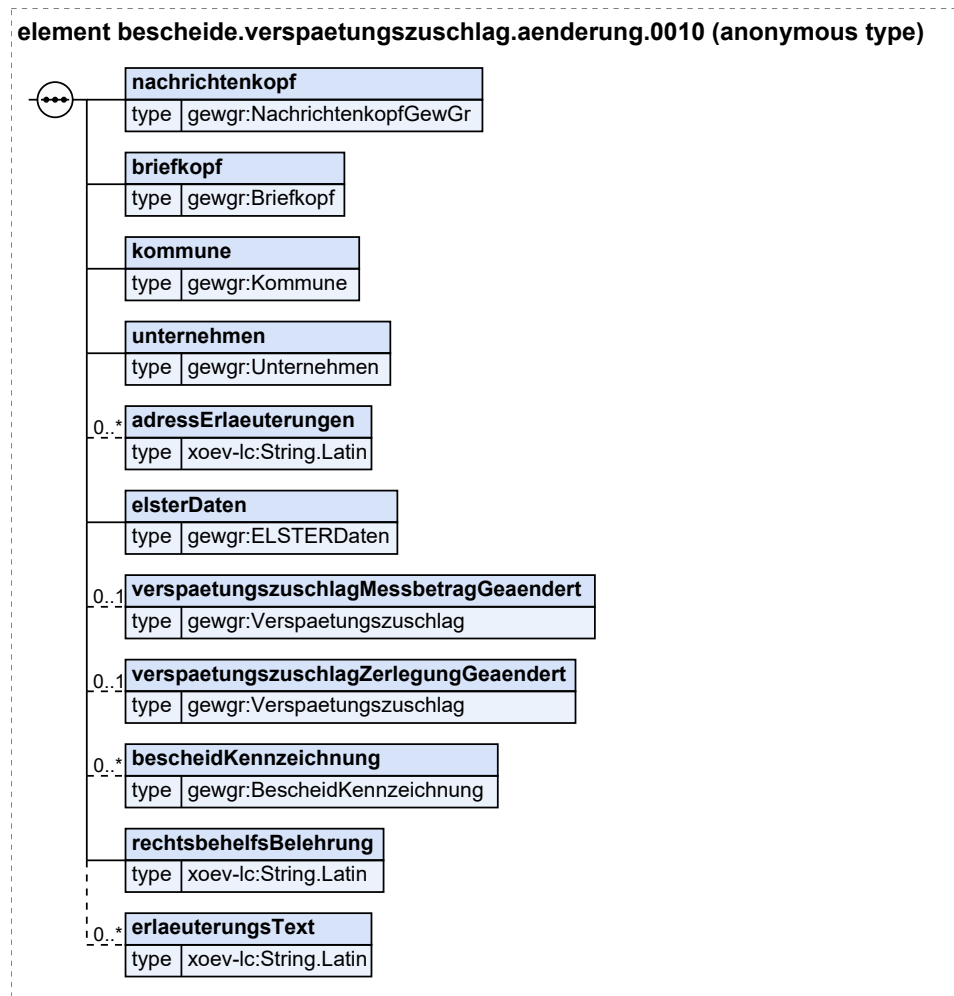 element bescheide.verspaetungszuschlag.aenderung.0010 (anonymous type)
nachrichtenkopf
type gewgr:NachrichtenkopfGewGr
briefkopf
type gewgr:Briefkopf
kommune
type gewgr:Kommune
unternehmen
type gewgr:Unternehmen
0..* adressErlaeuterungen
type xoev-lc:String.Latin
elsterDaten
type gewgr:ELSTERDaten
0..1 verspaetungszuschlagMessbetragGeaendert
type gewgr:Verspaetungszuschlag
0..1 verspaetungszuschlagZerlegungGeaendert
type gewgr:Verspaetungszuschlag
0..* bescheidKennzeichnung
type gewgr:BescheidKennzeichnung
rechtsbehelfsBelehrung
type xoev-lc:String.Latin
0..* erlaeuterungsText
type xoev-lc:String.Latin